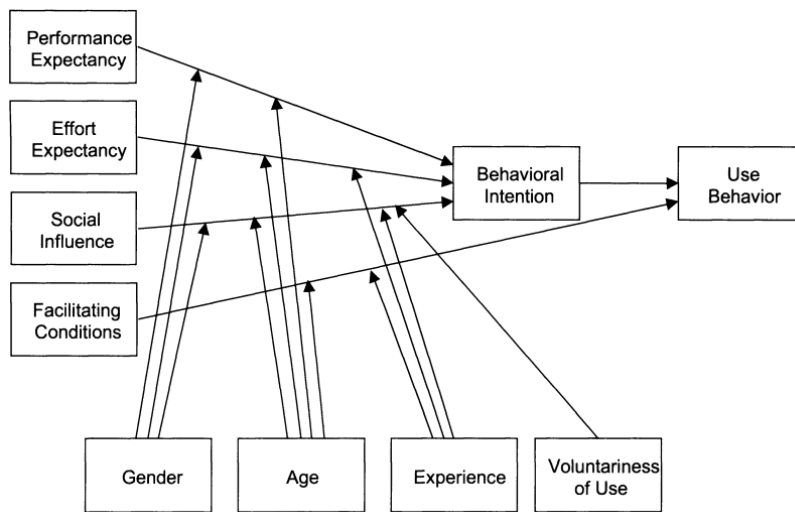 Performance
Expectancy
Effort
Expectancy
Social
Influence
Facilitating
Conditions
Behavioral
Intention
Use
Behavior
Gender
Age
Experience
Voluntariness
of Use